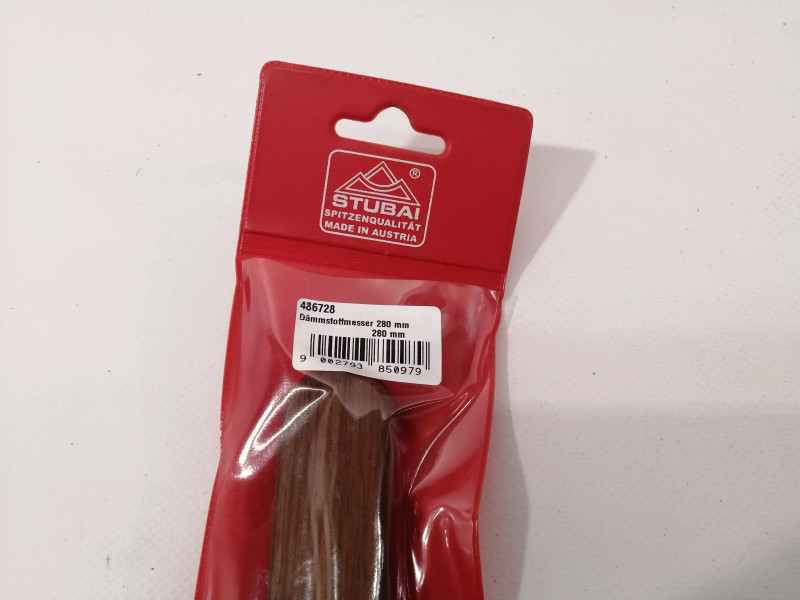 ®
STUBAI
SPITZENQUALITÄT
MADE IN AUSTRIA
486728
Dämmstoffmesser 280 mm
280 mm
9 002793 850979